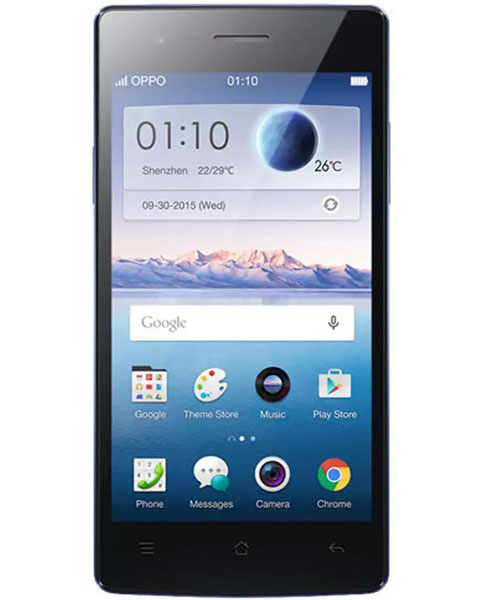 OPPO 01:10
01:10
Shenzhen 22/29℃
26℃
09-30-2015 (Wed)
Google
Google Theme Store Music Play Store
Phone Messages Camera Chrome